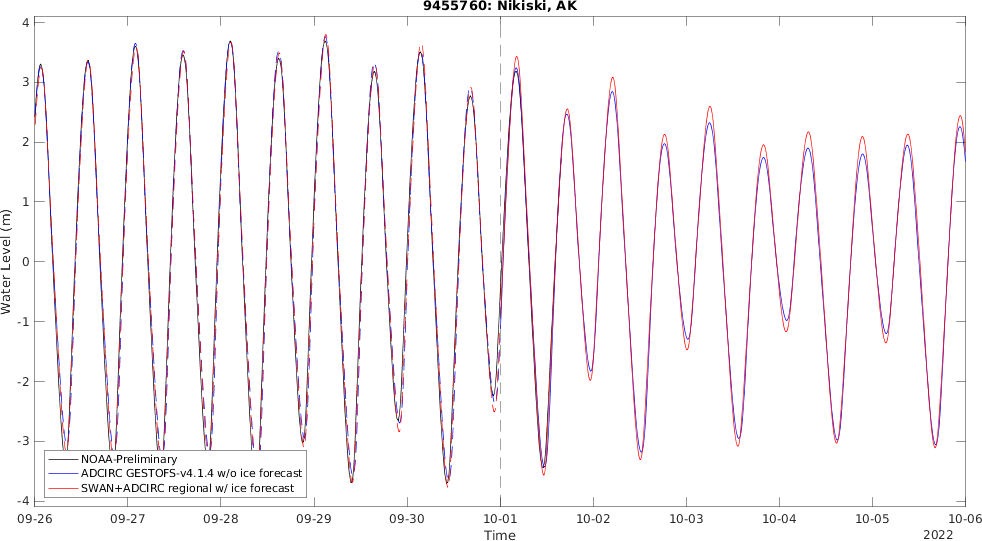 9455760: Nikiski, AK
Water Level (m)
4
3
2
1
0
-1
-2
-3
-4
NOAA-Preliminary
ADCIRC GESTOFS-v4.1.4 w/o ice forecast
SWAN+ADCIRC regional w/ ice forecast
09-26 09-27 09-28 09-29 09-30 10-01 10-02 10-03 10-04 10-05 10-06
Time
2022